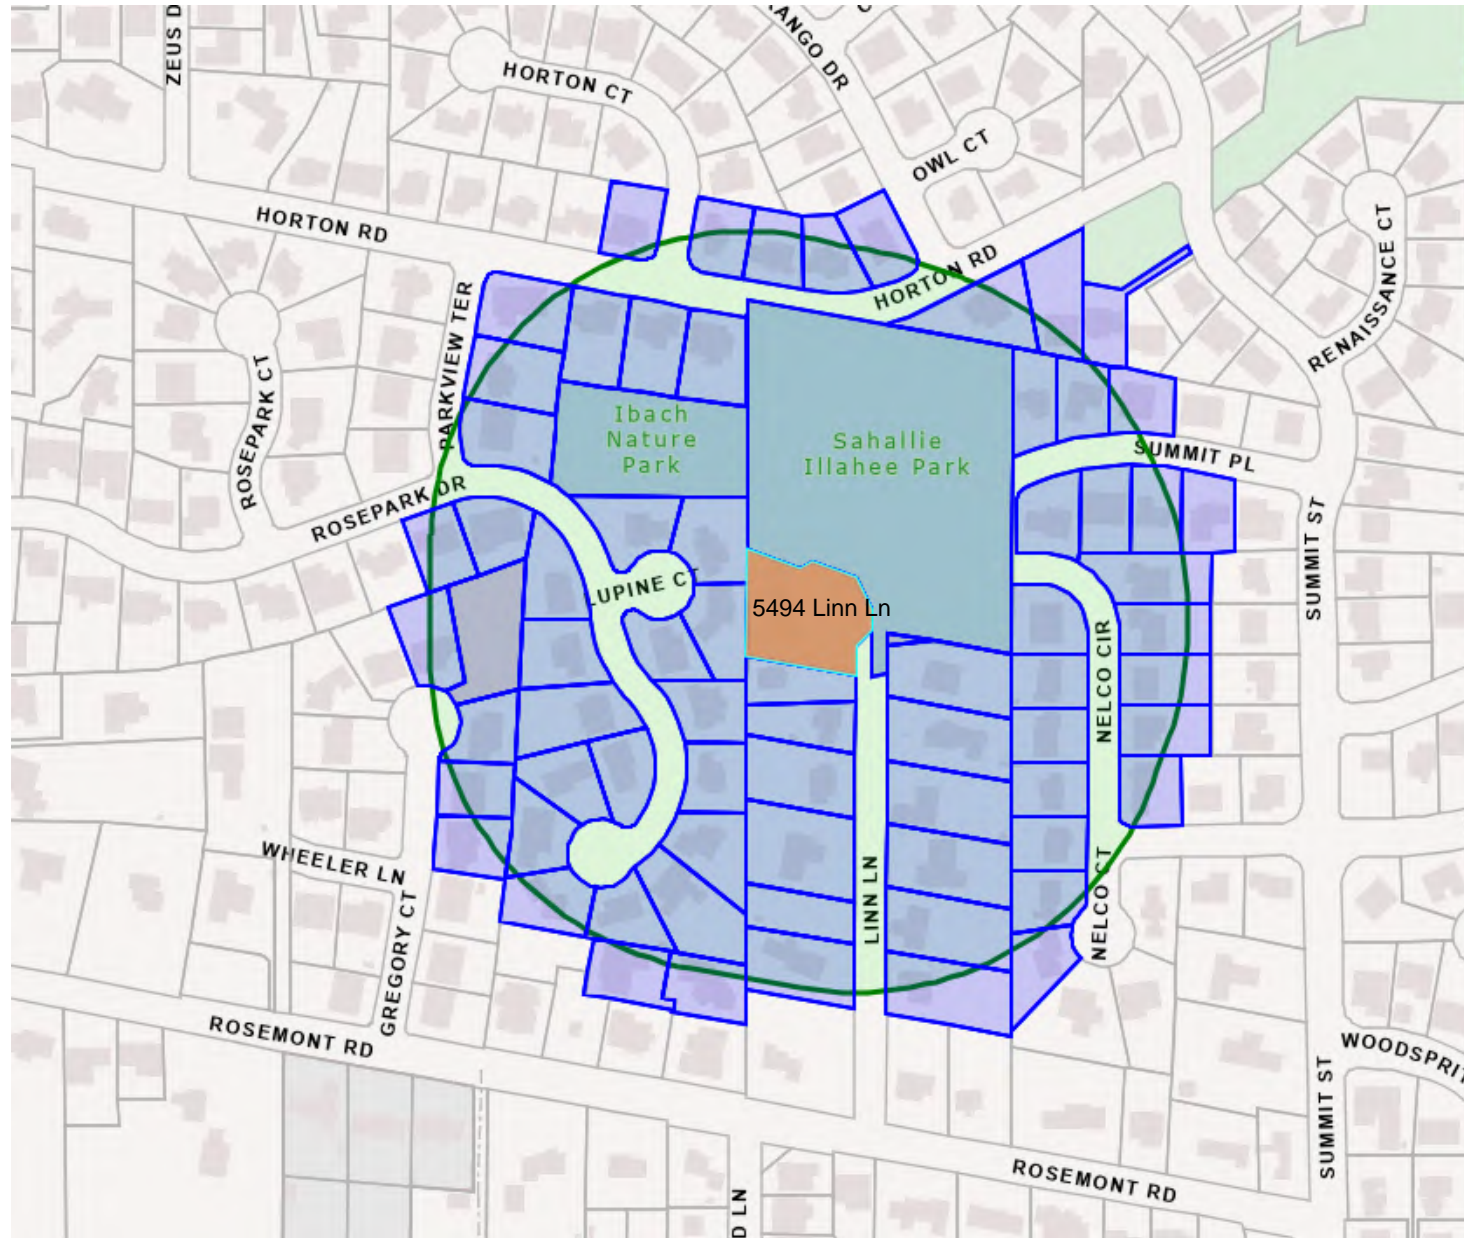 ZEUS D
HORTON CT
ANGO DR
OWL CT
HORTON RD
HORTON RD
RENAISSANCE CT
PARKVIEW TER
ROSEPARK CT
Ibach
Nature
Park
Sahallie
Illahee Park
SUMMIT PL
ROSEPARK DR
SUMMIT ST
LUPINE CT
5494 Linn Ln
NELCO CIR
WHEELER LN
LINN LN
NELCO CT
GREGORY CT
ROSEMONT RD
WOODSPRIT
SUMMIT ST
ROSEMONT RD
D LN